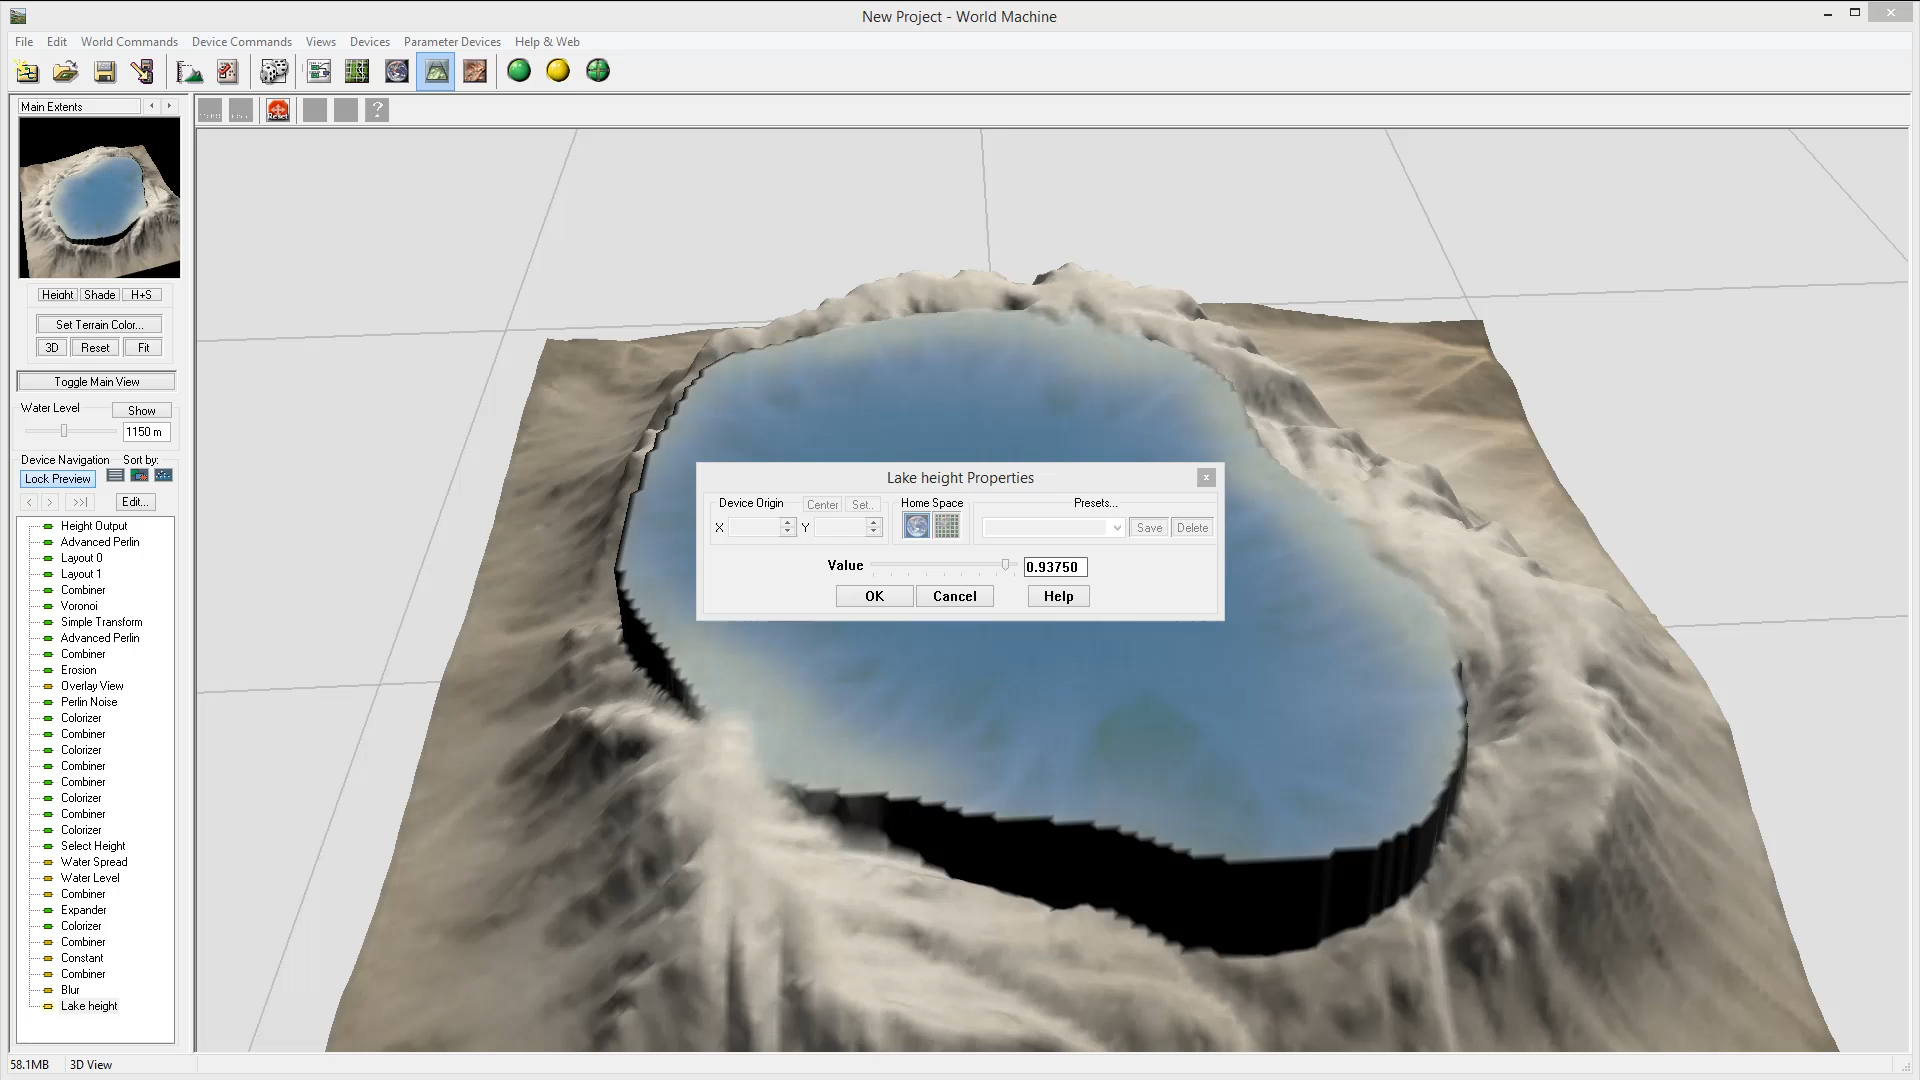 New Project - World Machine
File Edit World Commands Device Commands Views Devices Parameter Devices Help & Web
Main Extents
Reset
?
Height Shade H+S
Set Terrain Color...
3D Reset Fit
Toggle Main View
Water Level Show
1150 m
Device Navigation Sort by:
Lock Preview
< > >>| Edit...
Height Output
Advanced Perlin
Layout 0
Layout 1
Combiner
Voronoi
Simple Transform
Advanced Perlin
Combiner
Erosion
Overlay View
Perlin Noise
Colorizer
Combiner
Colorizer
Combiner
Combiner
Colorizer
Combiner
Colorizer
Select Height
Water Spread
Water Level
Combiner
Expander
Colorizer
Combiner
Constant
Combiner
Blur
Lake height
Lake height Properties
x
Device Origin Center Set.. Home Space Presets...
X Y Save Delete
Value 0.93750
OK Cancel Help
58.1MB 3D View